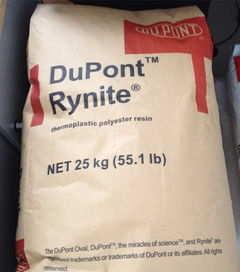 DUPONT
DuPont™
Rynite®
thermoplastic polyester resin
NET 25 kg (55.1 lb)
The DuPont Oval, DuPont™, the miracles of science™, and Rynite® are
trademarks or trademarks of DuPont or its affiliates. All rights
reserved